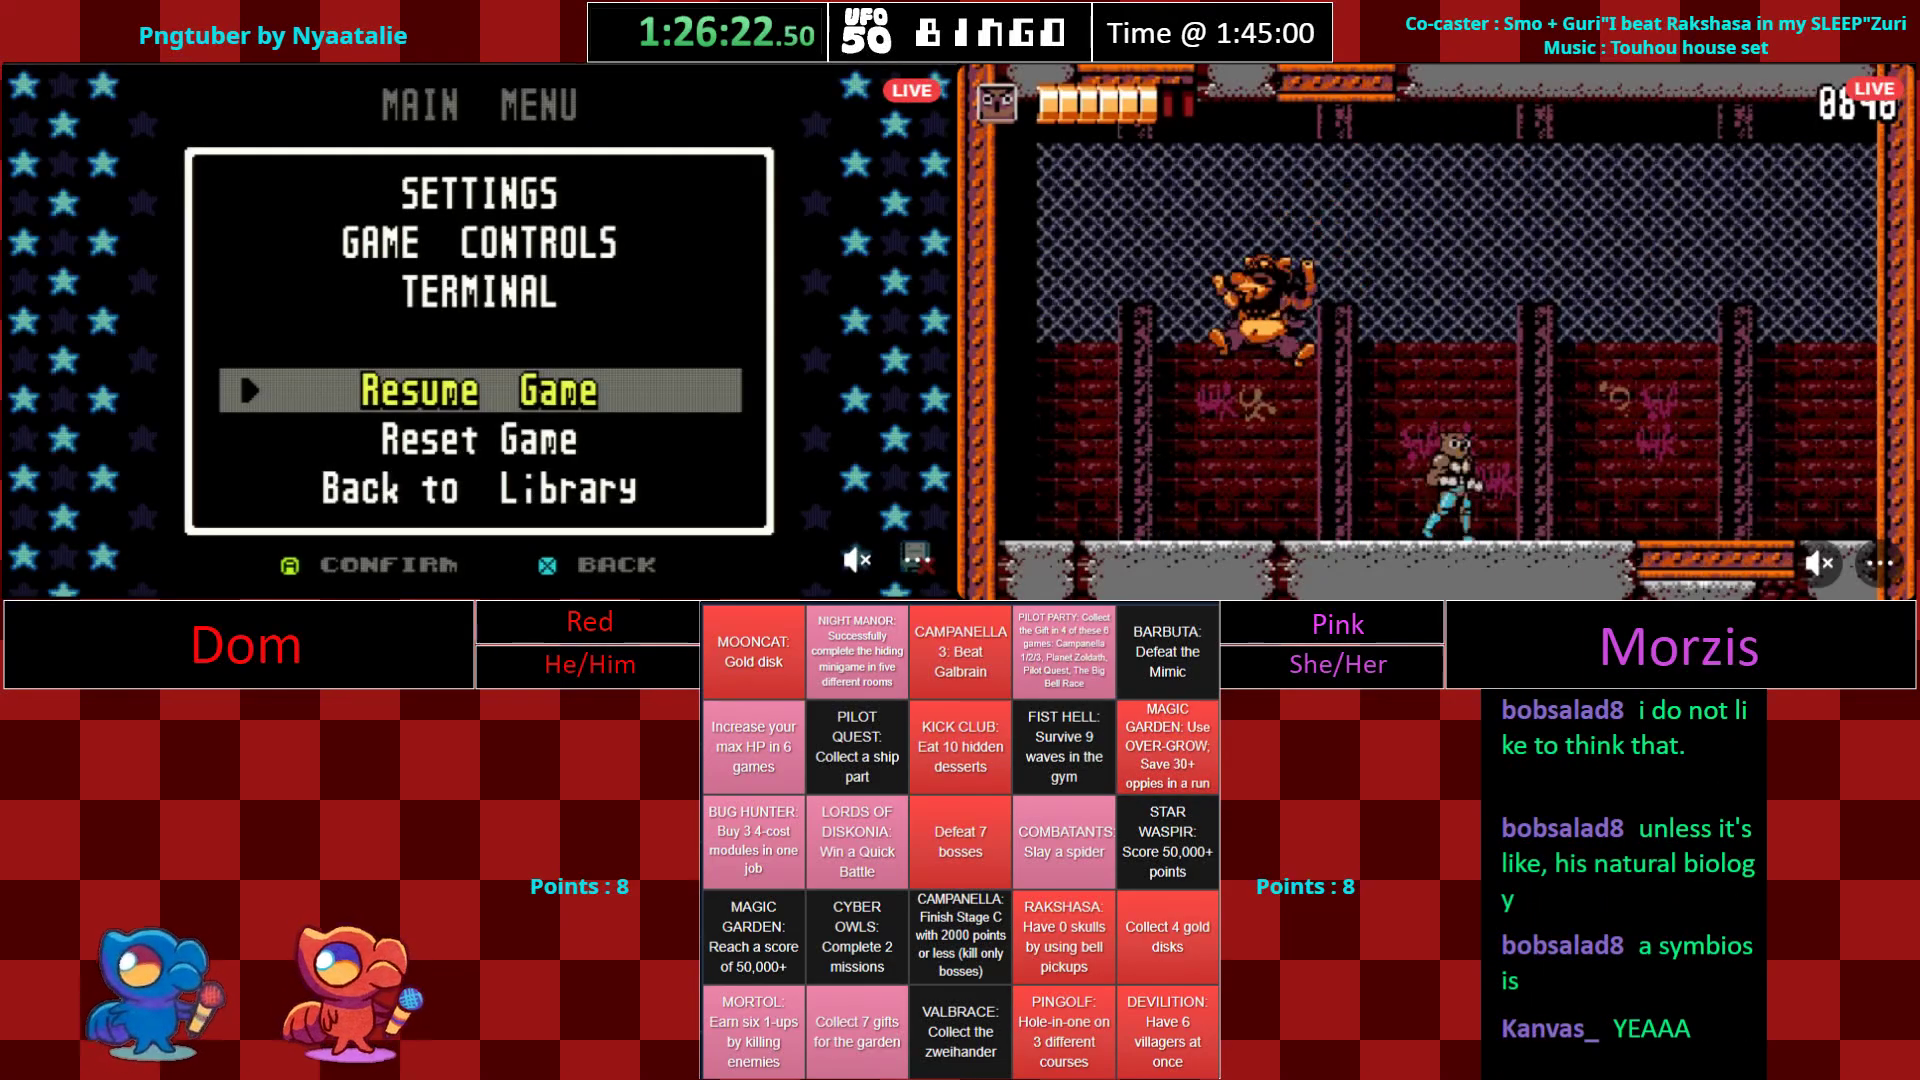 Pngtuber by Nyaatalie
1:26:22.50
UFO 50
BINGO
Time @ 1:45:00
Co-caster : Smo + Guri"I beat Rakshasa in my SLEEP"Zuri
Music : Touhou house set
MAIN MENU
LIVE
SETTINGS
GAME CONTROLS
TERMINAL
Resume Game
Reset Game
Back to Library
A CONFIRM
X BACK
LIVE
Dom
Red
He/Him
Pink
She/Her
Morzis
MOONCAT:
Gold disk
NIGHT MANOR:
Successfully
complete the hiding
minigame in five
different rooms
CAMPANELLA
3: Beat
Galbrain
PILOT PARTY: Collect
the Gift in 4 of these 6
games: Campanella
1/2/3, Planet Zoldath,
Pilot Quest, The Big
Bell Race
BARBUTA:
Defeat the
Mimic
Increase your
max HP in 6
games
PILOT
QUEST:
Collect a ship
part
KICK CLUB:
Eat 10 hidden
desserts
FIST HELL:
Survive 9
waves in the
gym
MAGIC
GARDEN: Use
OVER-GROW;
Save 30+
oppies in a run
BUG HUNTER:
Buy 3 4-cost
modules in one
job
LORDS OF
DISKONIA:
Win a Quick
Battle
Defeat 7
bosses
COMBATANTS:
Slay a spider
STAR
WASPIR:
Score 50,000+
points
MAGIC
GARDEN:
Reach a score
of 50,000+
CYBER
OWLS:
Complete 2
missions
CAMPANELLA:
Finish Stage C
with 2000 points
or less (kill only
bosses)
RAKSHASA:
Have 0 skulls
by using bell
pickups
Collect 4 gold
disks
MORTOL:
Earn six 1-ups
by killing
enemies
Collect 7 gifts
for the garden
VALBRACE:
Collect the
zweihander
PINGOLF:
Hole-in-one on
3 different
courses
DEVILITION:
Have 6
villagers at
once
Points : 8
Points : 8
bobsalad8 i do not li
ke to think that.
bobsalad8 unless it's
like, his natural biolog
y
bobsalad8 a symbios
is
Kanvas_ YEAAA